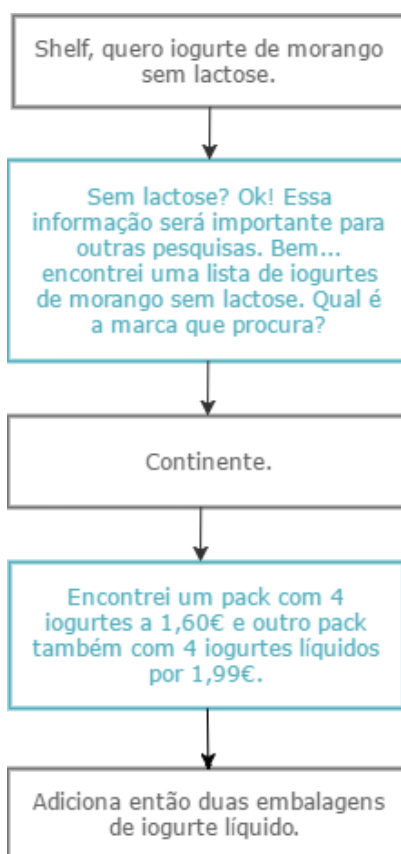 Shelf, quero iogurte de morango
sem lactose.
Sem lactose? Ok! Essa
informação será importante para
outras pesquisas. Bem...
encontrei uma lista de iogurtes
de morango sem lactose. Qual é
a marca que procura?
Continente.
Encontrei um pack com 4
iogurtes a 1,60€ e outro pack
também com 4 iogurtes líquidos
por 1,99€.
Adiciona então duas embalagens
de iogurte líquido.